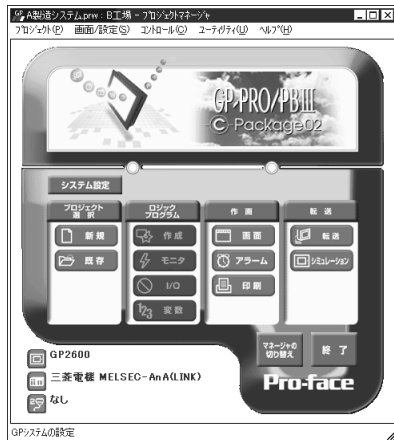 A製造システム.prw : B工場 - プロジェクトマネージャ
プロジェクト(P) 画面/設定(S) コントロール(C) ユーティリティ(U) ヘルプ(H)
GP-PRO/PBⅢ
C-Package02
システム設定
プロジェクト
選択
新規
既存
ロジック
プログラム
作成
モニタ
I/O
変数
作画
画面
アラーム
印刷
転送
転送
シミュレーション
GP2600
三菱電機 MELSEC-AnA(LINK)
なし
マネージャの
切り替え
終了
Pro-face
GPシステムの設定